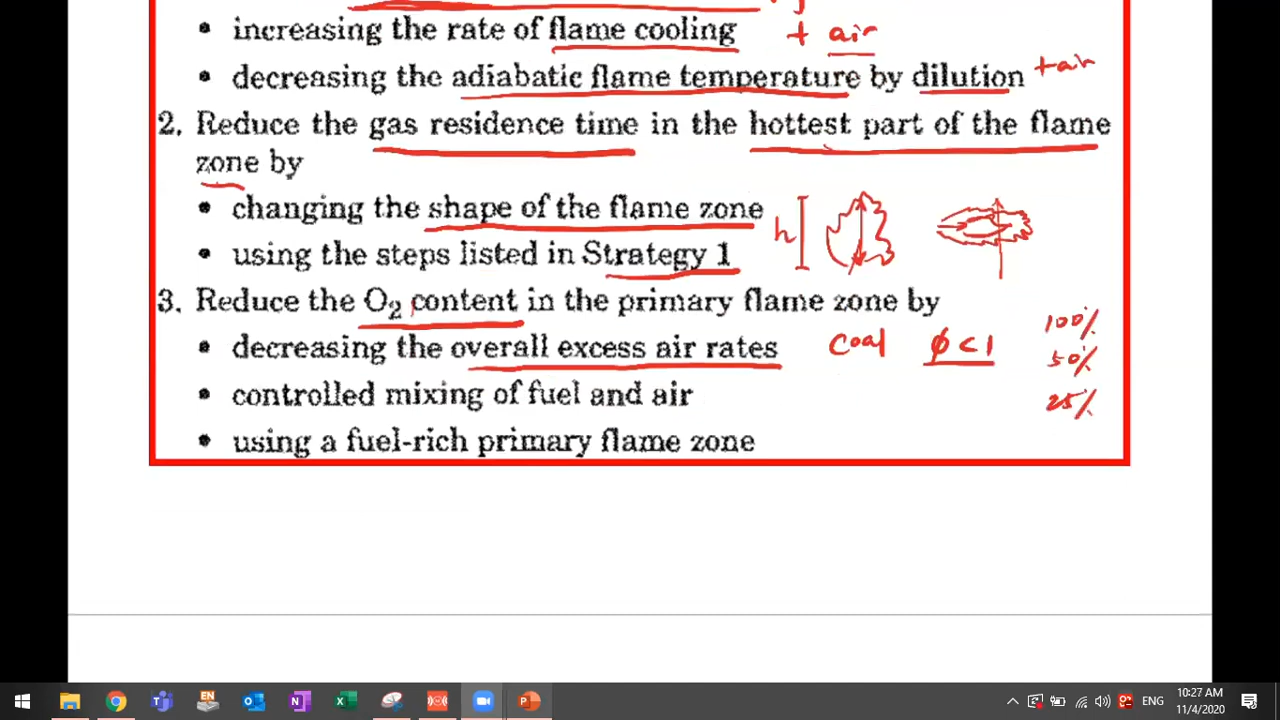 • increasing the rate of flame cooling + air
• decreasing the adiabatic flame temperature by dilution +air
2. Reduce the gas residence time in the hottest part of the flame
zone by
• changing the shape of the flame zone
h
• using the steps listed in Strategy 1
3. Reduce the O2 content in the primary flame zone by
100%
• decreasing the overall excess air rates coal ϕ<1
50%
• controlled mixing of fuel and air
25%
• using a fuel-rich primary flame zone
EN
N
X
P
ENG
10:27 AM
11/4/2020